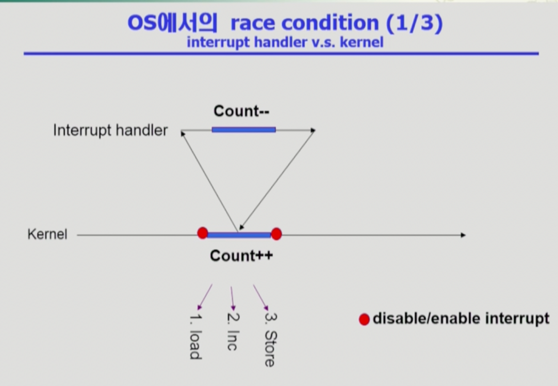 OS에서의 race condition (1/3)
interrupt handler v.s. kernel
Count--
Interrupt handler
Kernel
Count++
1. load
2. Inc
3. Store
disable/enable interrupt